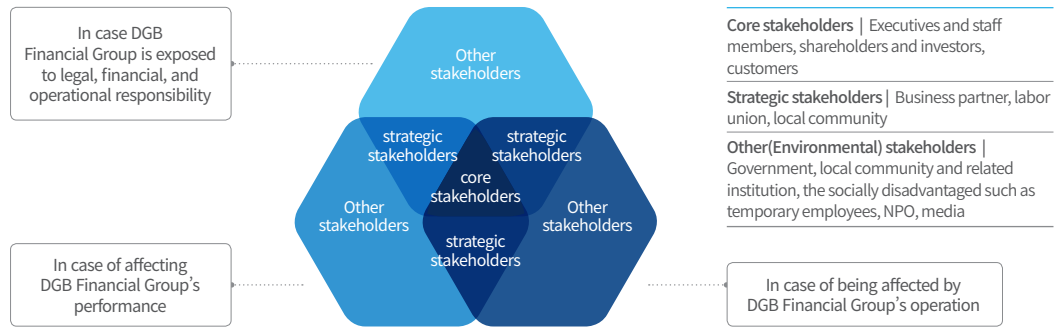 In case DGB
Financial Group is exposed
to legal, financial, and
operational responsibility
Other
stakeholders
strategic
stakeholders
strategic
stakeholders
core
stakeholders
Other
stakeholders
Other
stakeholders
strategic
stakeholders
In case of affecting
DGB Financial Group's
performance
In case of being affected by
DGB Financial Group's operation
Core stakeholders | Executives and staff
members, shareholders and investors,
customers
Strategic stakeholders | Business partner, labor
union, local community
Other(Environmental) stakeholders |
Government, local community and related
institution, the socially disadvantaged such as
temporary employees, NPO, media